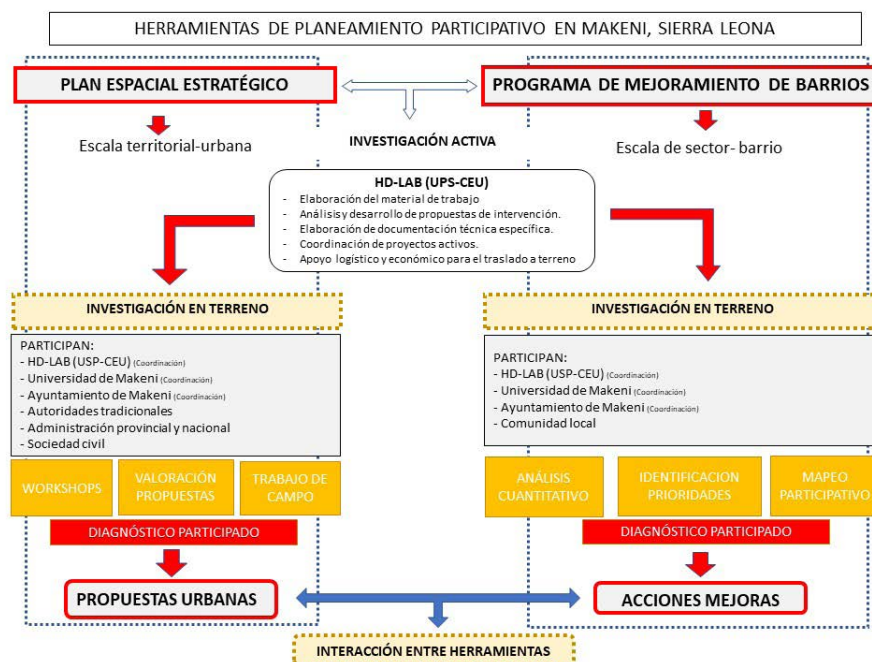 HERRAMIENTAS DE PLANEAMIENTO PARTICIPATIVO EN MAKENI, SIERRA LEONA
PLAN ESPACIAL ESTRATÉGICO
PROGRAMA DE MEJORAMIENTO DE BARRIOS
Escala territorial-urbana
INVESTIGACIÓN ACTIVA
Escala de sector- barrio
HD-LAB (UPS-CEU)
- Elaboración del material de trabajo
- Análisis y desarrollo de propuestas de intervención.
- Elaboración de documentación técnica específica.
- Coordinación de proyectos activos.
- Apoyo logístico y económico para el traslado a terreno
INVESTIGACIÓN EN TERRENO
PARTICIPAN:
- HD-LAB (USP-CEU) (Coordinación)
- Universidad de Makeni (Coordinación)
- Ayuntamiento de Makeni (Coordinación)
- Autoridades tradicionales
- Administración provincial y nacional
- Sociedad civil
WORKSHOPS
VALORACIÓN
PROPUESTAS
TRABAJO DE
CAMPO
DIAGNÓSTICO PARTICIPADO
PROPUESTAS URBANAS
INVESTIGACIÓN EN TERRENO
PARTICIPAN:
- HD-LAB (USP-CEU) (Coordinación)
- Universidad de Makeni (Coordinación)
- Ayuntamiento de Makeni (Coordinación)
- Comunidad local
ANÁLISIS
CUANTITATIVO
IDENTIFICACION
PRIORIDADES
MAPEO
PARTICIPATIVO
DIAGNÓSTICO PARTICIPADO
ACCIONES MEJORAS
INTERACCIÓN ENTRE HERRAMIENTAS